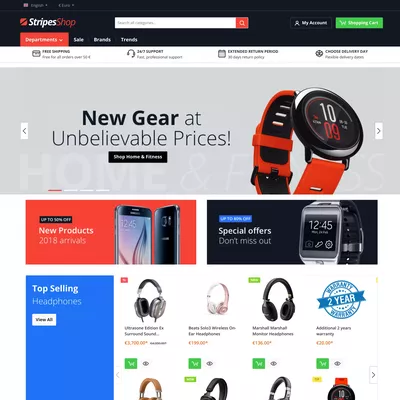 English
€ Euro
StripesShop
Search of categories...
My Account
Shopping Cart
Departments
Sale
Brands
Trends
FREE SHIPPING
Free for all orders over 50 €
24/7 SUPPORT
Fast, professional support
EXTENDED RETURN PERIOD
30 days return policy
CHOOSE DELIVERY DAY
Flexible delivery dates
New Gear at
Unbelievable Prices!
Shop Home & Fitness
HOME & FITNESS
UP TO 50% OFF
New Products
2018 arrivals
UP TO 85% OFF
Special offers
Don't miss out
Top Selling
Headphones
View All
Ultrasone Edition Ex
Surround Sound...
€3,700.00*
Beats Solo3 Wireless On-
Ear Headphones
€190.00*
Marshall Marshall
Monitor Headphones
€136.00*
WARRANTY
2 YEAR
WARRANTY
Additional 2 years
warranty
€20.00*